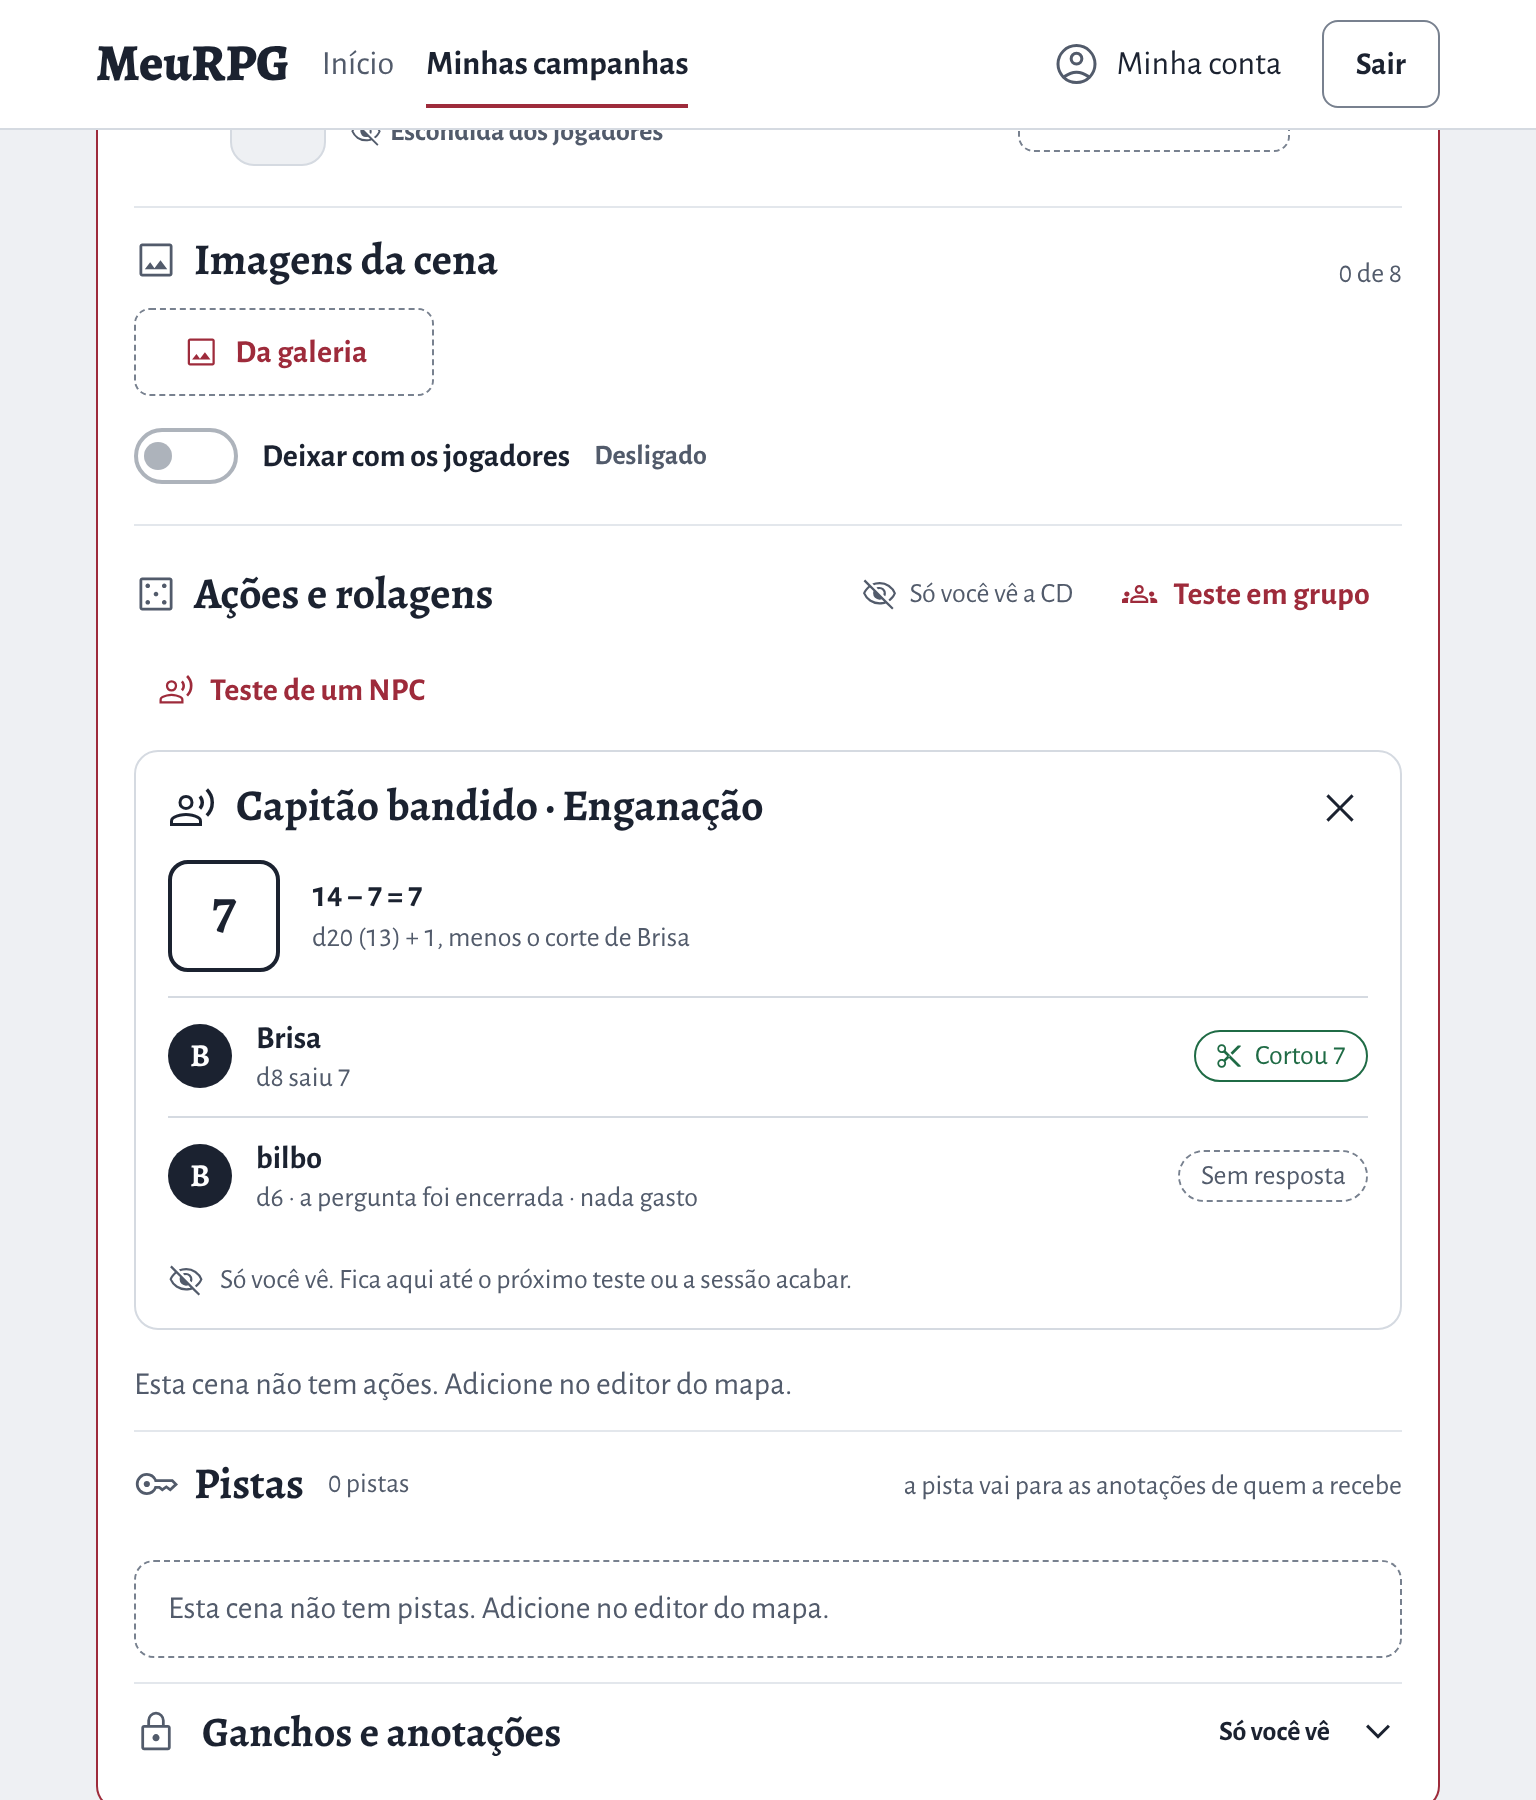 MeuRPG Início Minhas campanhas Minha conta Sair
Escondida dos jogadores
Imagens da cena
0 de 8
Da galeria
Deixar com os jogadores Desligado
Ações e rolagens Só você vê a CD Teste em grupo
Teste de um NPC
Capitão bandido · Enganação
7
14 – 7 = 7
d20 (13) + 1, menos o corte de Brisa
B
Brisa
d8 saiu 7
Cortou 7
B
bilbo
d6 · a pergunta foi encerrada · nada gasto
Sem resposta
Só você vê. Fica aqui até o próximo teste ou a sessão acabar.
Esta cena não tem ações. Adicione no editor do mapa.
Pistas 0 pistas a pista vai para as anotações de quem a recebe
Esta cena não tem pistas. Adicione no editor do mapa.
Ganchos e anotações Só você vê